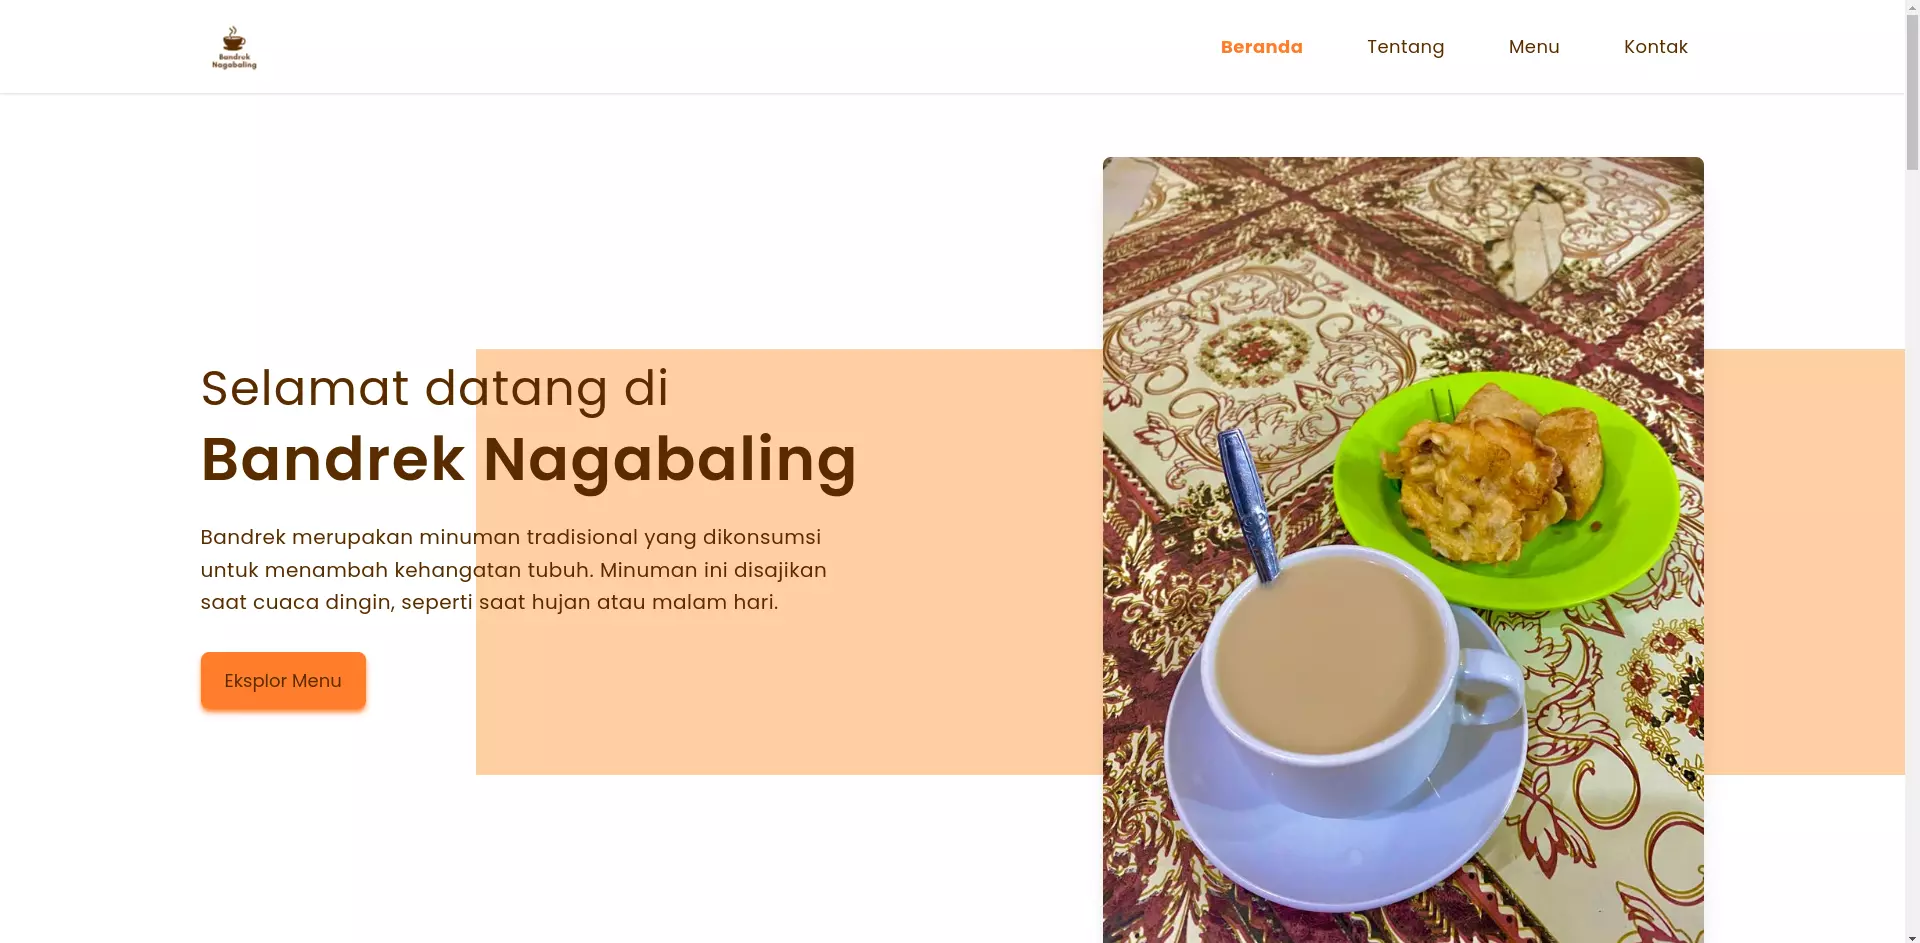 Bandrek
Nagabaling
Beranda
Tentang
Menu
Kontak
Selamat datang di
Bandrek Nagabaling
Bandrek merupakan minuman tradisional yang dikonsumsi
untuk menambah kehangatan tubuh. Minuman ini disajikan
saat cuaca dingin, seperti saat hujan atau malam hari.
Eksplor Menu